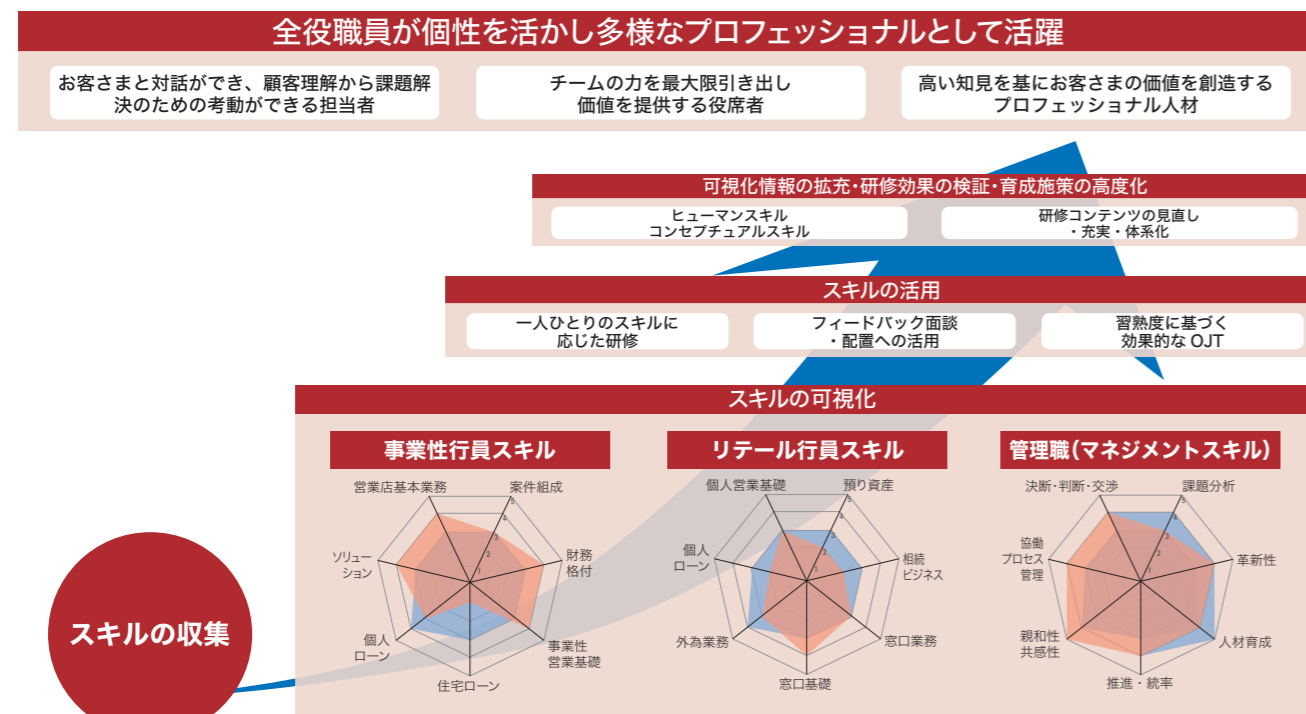 全役職員が個性を活かし多様なプロフェッショナルとして活躍
お客さまと対話ができ、顧客理解から課題解
決のための考動ができる担当者
チームの力を最大限引き出し
価値を提供する役席者
高い知見を基にお客さまの価値を創造する
プロフェッショナル人材
可視化情報の拡充・研修効果の検証・育成施策の高度化
ヒューマンスキル
コンセプチュアルスキル
研修コンテンツの見直し
・充実・体系化
スキルの活用
一人ひとりのスキルに
応じた研修
フィードバック面談
・配置への活用
習熟度に基づく
効果的な OJT
スキルの可視化
事業性行員スキル
営業店基本業務
案件組成
5
4
3
2
1
財務
格付
事業性
営業基礎
住宅ローン
個人
ローン
ソリュー
ション
リテール行員スキル
個人営業基礎
預り資産
5
4
3
2
1
相続
ビジネス
窓口業務
窓口基礎
外為業務
個人
ローン
管理職(マネジメントスキル)
決断・判断・交渉
課題分析
5
4
3
2
1
革新性
人材育成
推進・統率
親和性
共感性
協働
プロセス
管理
スキルの収集